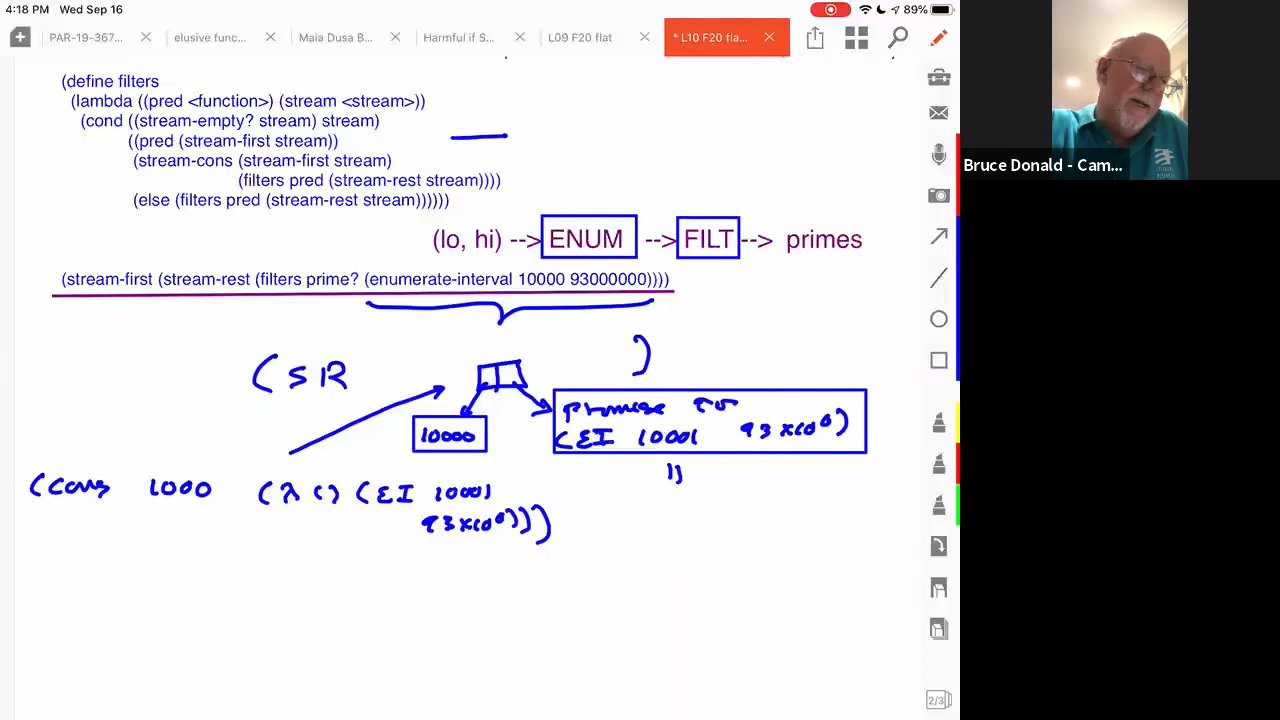 4:18 PM Wed Sep 16
89%
PAR-19-367...
elusive func...
Maia Dusa B...
Harmful if S...
L09 F20 flat
* L10 F20 fla...
(define filters
(lambda ((pred <function>) (stream <stream>))
(cond ((stream-empty? stream) stream)
((pred (stream-first stream))
(stream-cons (stream-first stream)
(filters pred (stream-rest stream))))
(else (filters pred (stream-rest stream))))))
(lo, hi) --> ENUM --> FILT --> primes
(stream-first (stream-rest (filters prime? (enumerate-interval 10000 93000000))))
( SR )
10000
promise to
(EI 10001 93x10⁶)
(cons 1000 (λ () (EI 10001
93x10⁶)))
Bruce Donald - Cam...
2/3